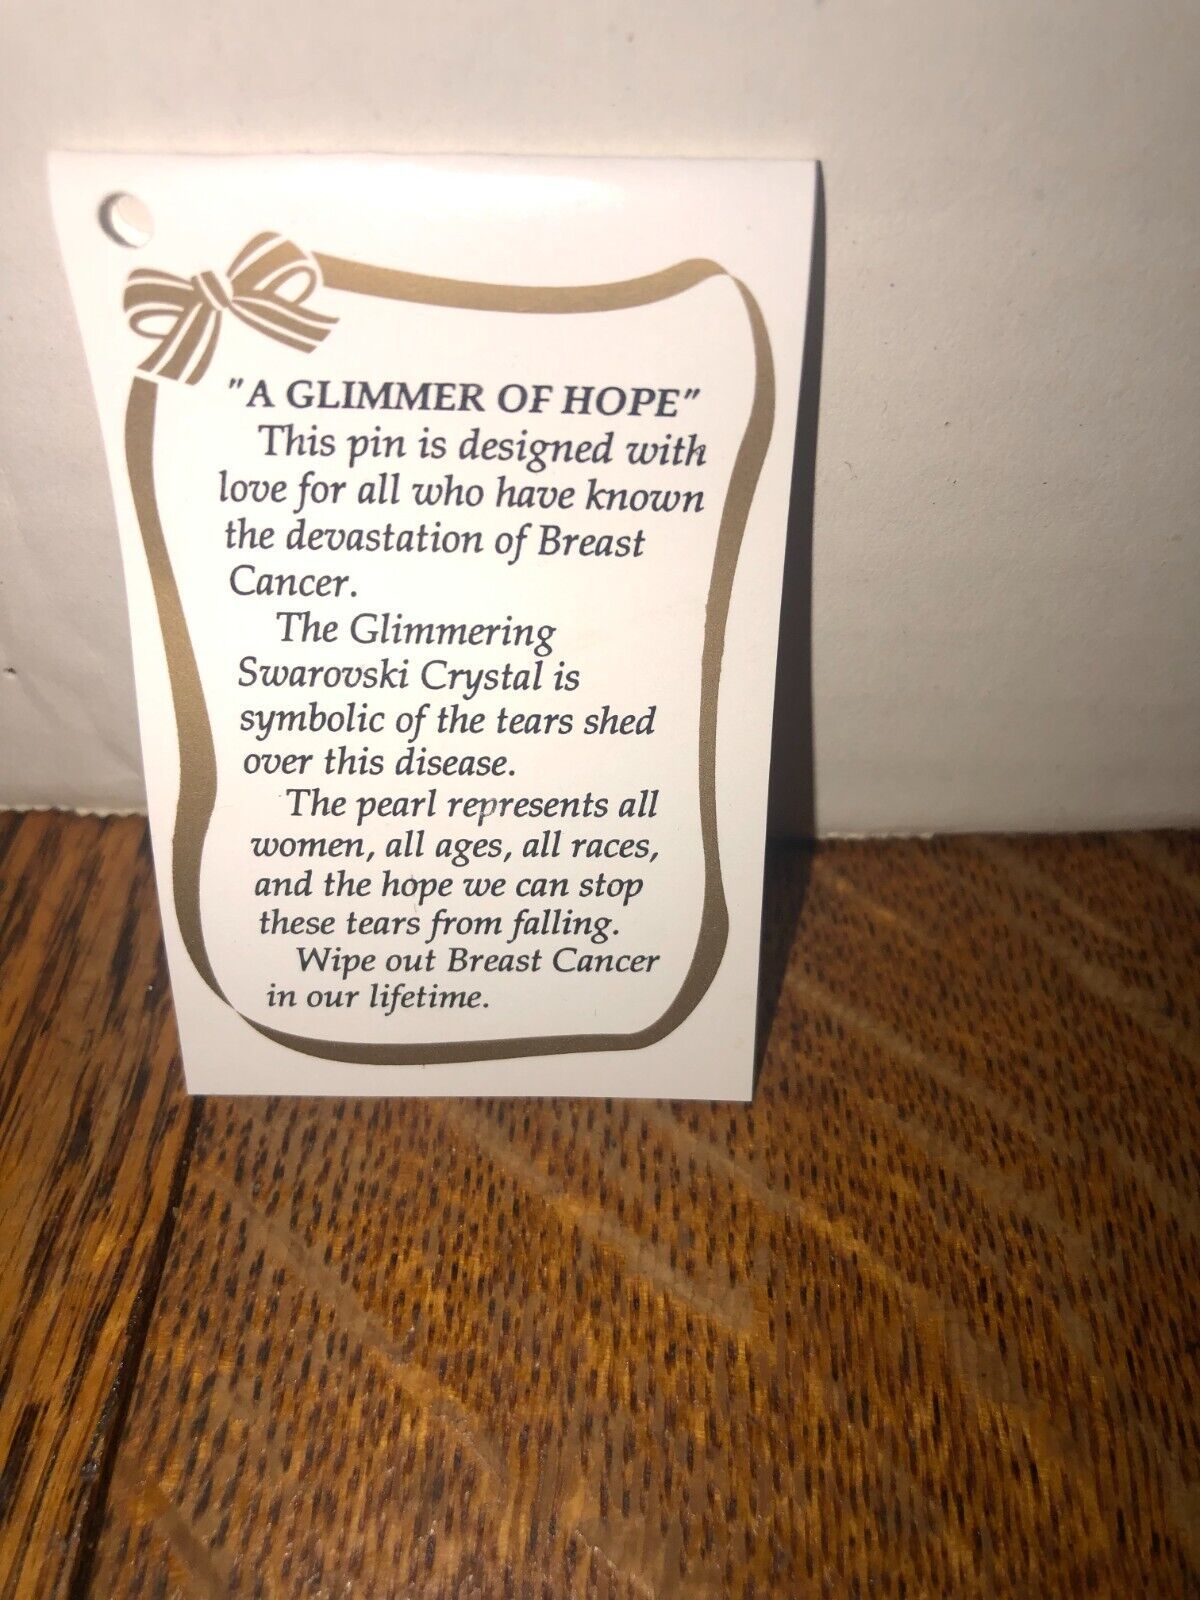 "A GLIMMER OF HOPE"
This pin is designed with
love for all who have known
the devastation of Breast
Cancer.
The Glimmering
Swarovski Crystal is
symbolic of the tears shed
over this disease.
The pearl represents all
women, all ages, all races,
and the hope we can stop
these tears from falling.
Wipe out Breast Cancer
in our lifetime.